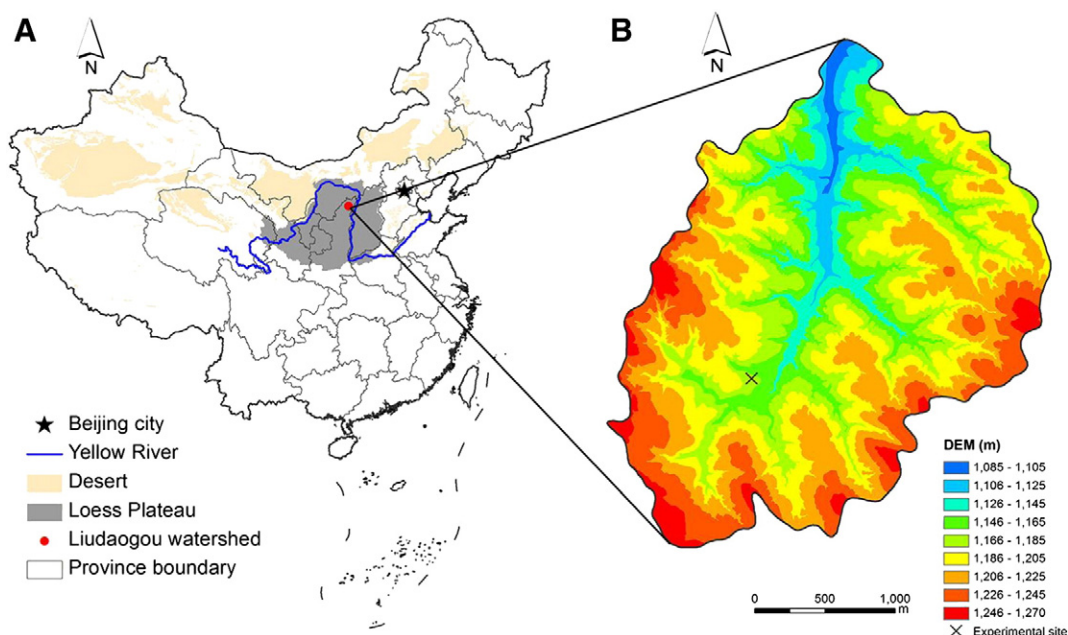 A
N
Beijing city
Yellow River
Desert
Loess Plateau
Liudaogou watershed
Province boundary
B
N
DEM (m)
1,085 - 1,105
1,106 - 1,125
1,126 - 1,145
1,146 - 1,165
1,166 - 1,185
1,186 - 1,205
1,206 - 1,225
1,226 - 1,245
1,246 - 1,270
Experimental site
0 500 1,000
m